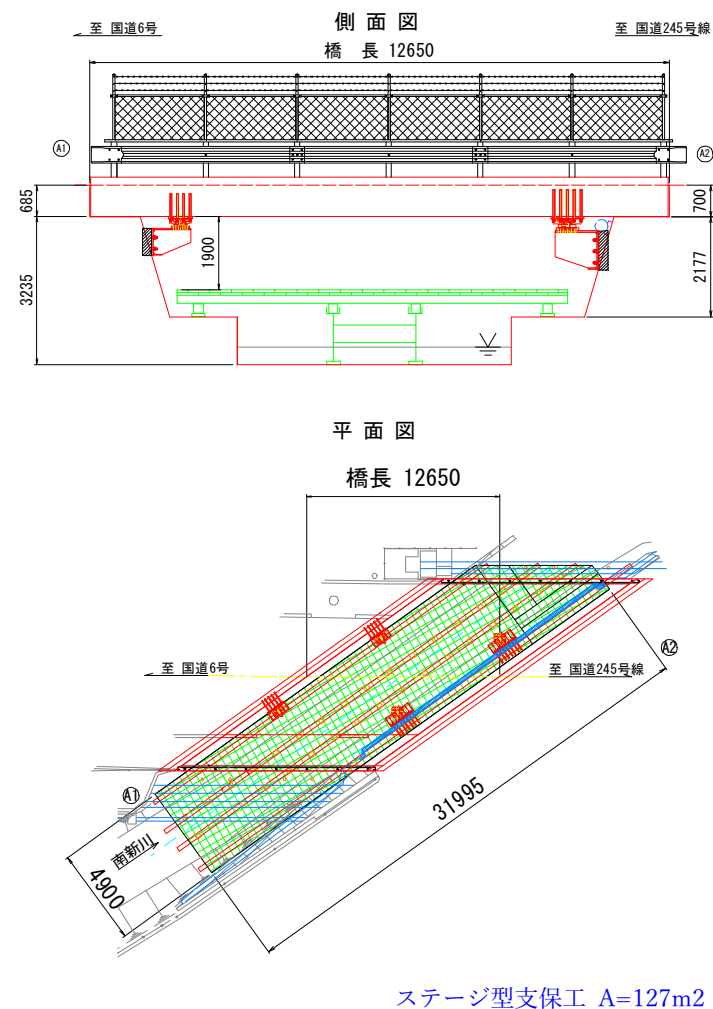 側面図
至 国道6号
至 国道245号線
橋 長 12650
A1
A2
685
700
1900
3235
2177
平面図
橋長 12650
至 国道6号
至 国道245号線
A2
A1
南新川
31995
4900
ステージ型支保工 A=127m2